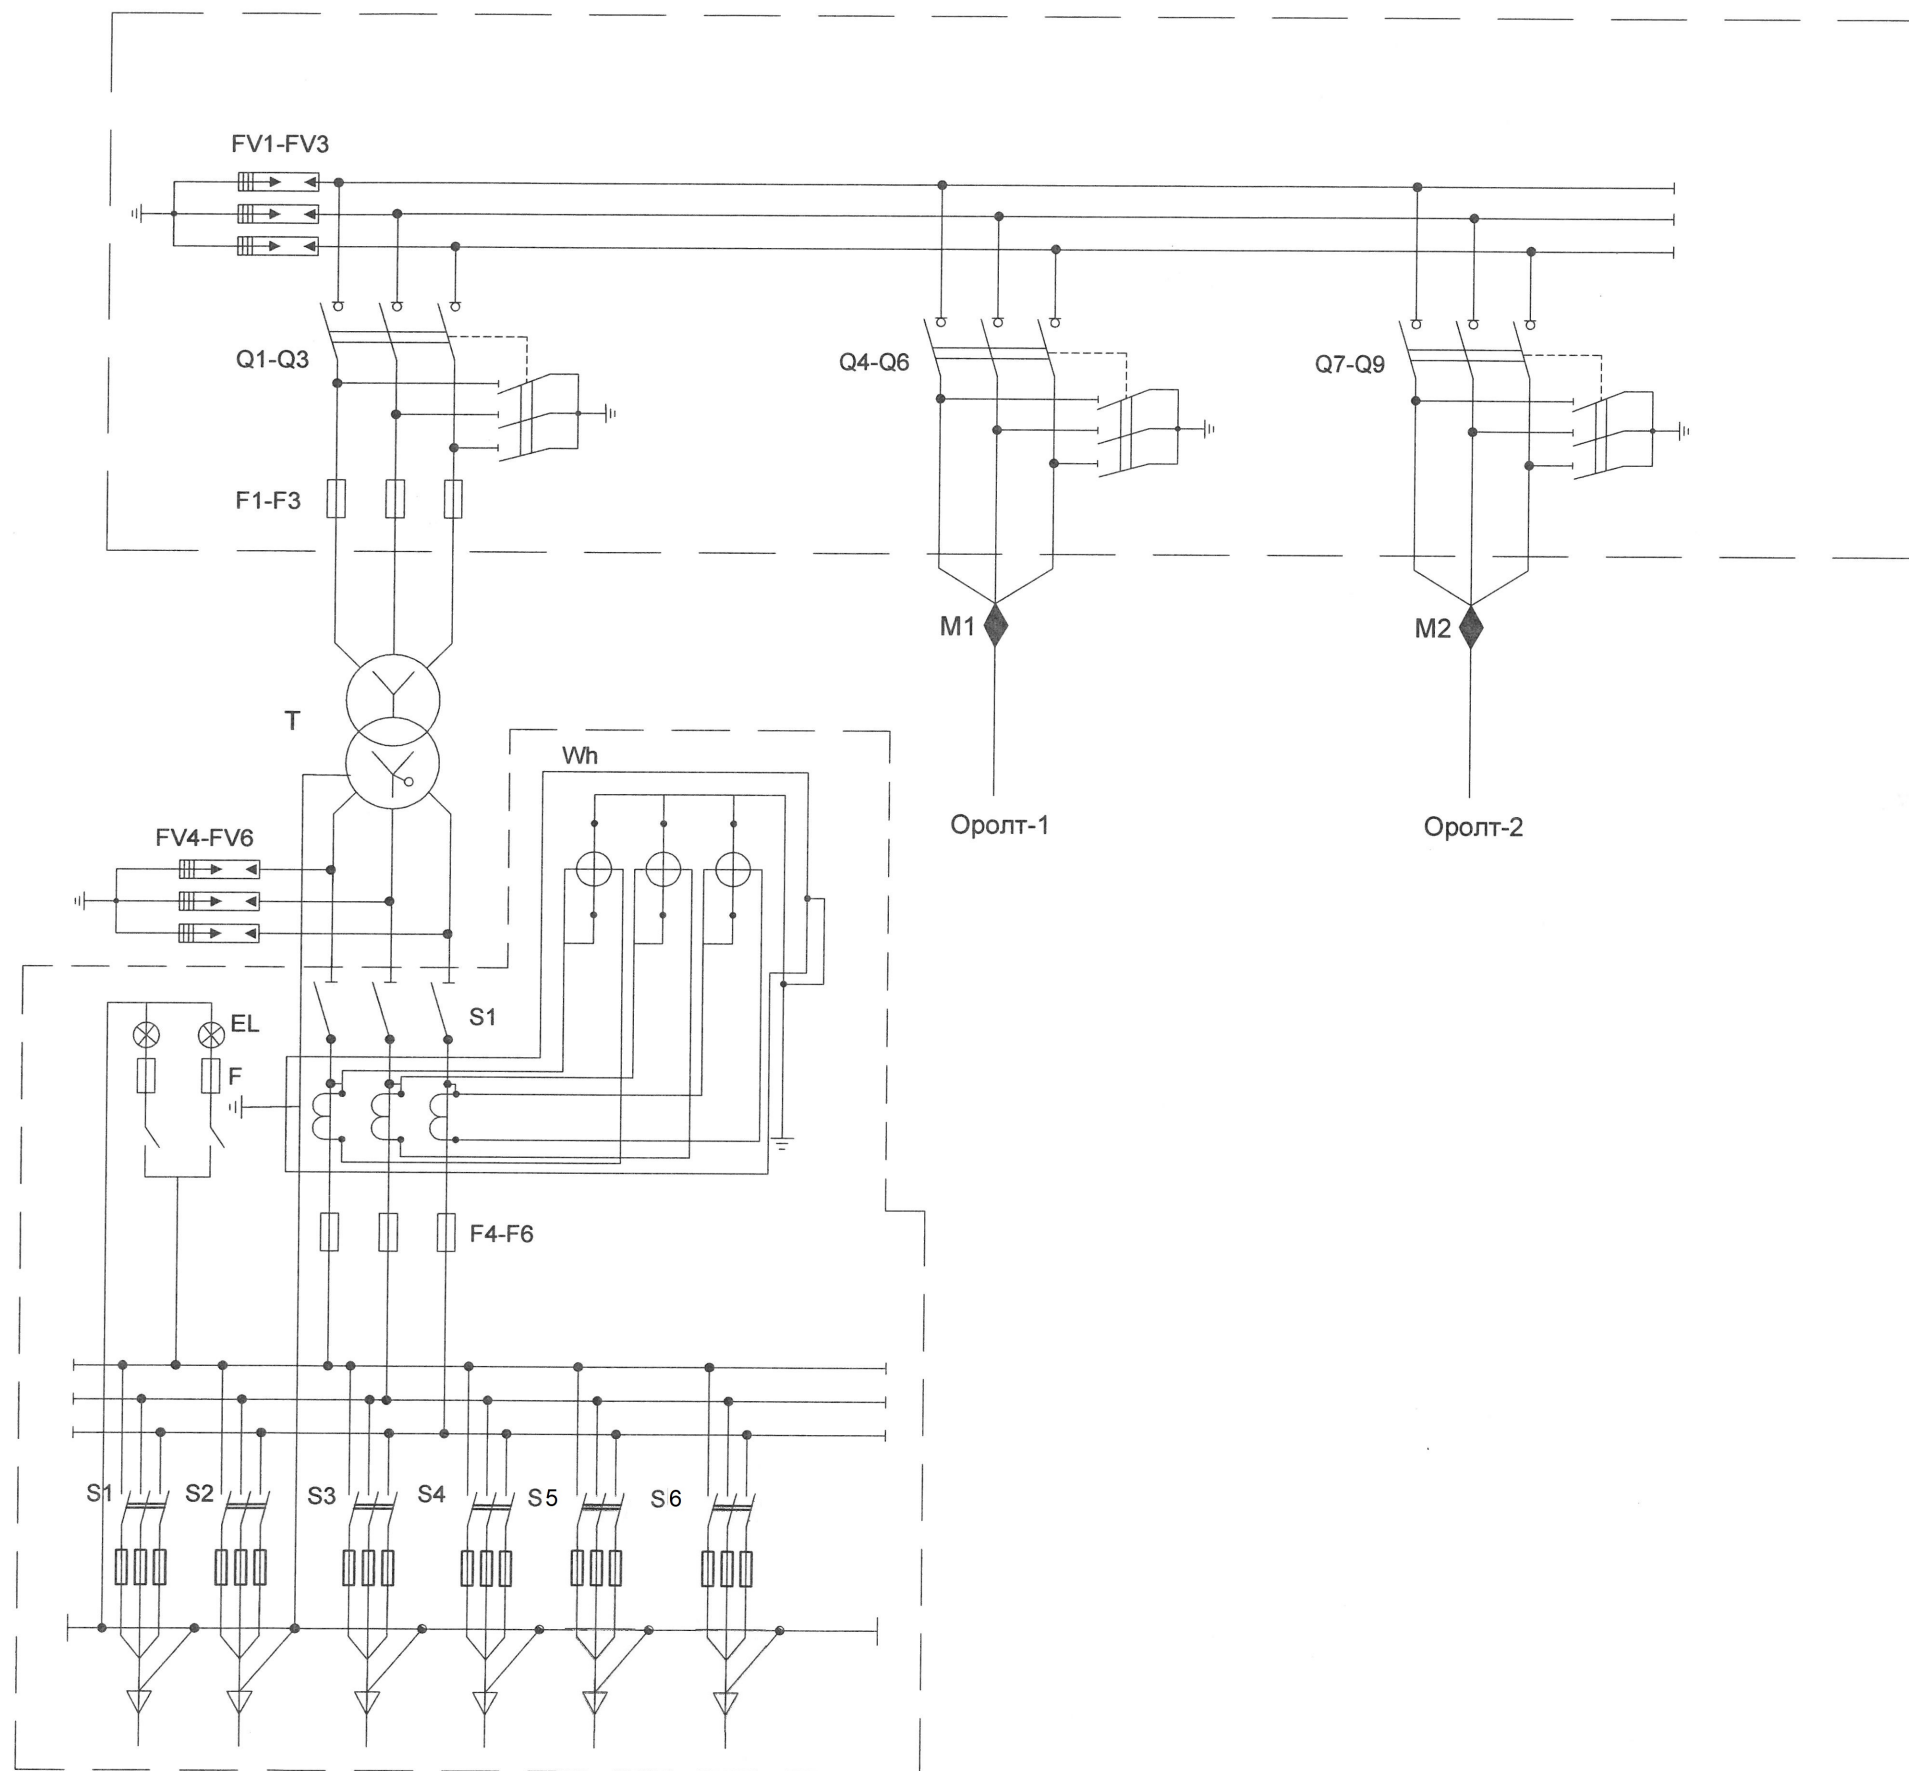 FV1-FV3
Q1-Q3
Q4-Q6
Q7-Q9
F1-F3
M1
M2
T
Wh
Оролт-1
Оролт-2
FV4-FV6
S1
EL
F
F4-F6
S1
S2
S3
S4
S5
S6